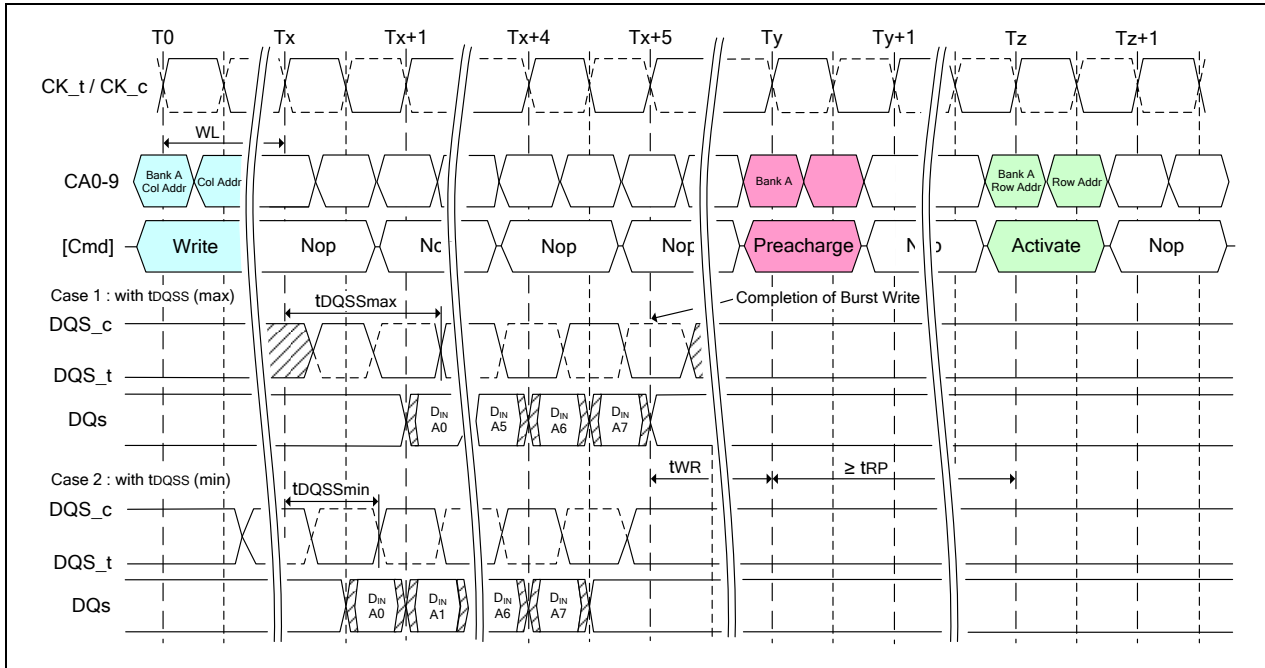 T0 Tx Tx+1 Tx+4 Tx+5 Ty Ty+1 Tz Tz+1
CK_t / CK_c
WL
CA0-9 Bank A Col Addr Col Addr Bank A Bank A Row Addr Row Addr
[Cmd] Write Nop Nop Nop Preacharge Activate Nop
Case 1 : with tDQSS (max)
tDQSSmax
Completion of Burst Write
DQS_c
DQS_t
DQs DIN A0 DIN A5 DIN A6 DIN A7
tWR ≥ tRP
Case 2 : with tDQSS (min)
tDQSSmin
DQS_c
DQS_t
DQs DIN A0 DIN A1 DIN A6 DIN A7